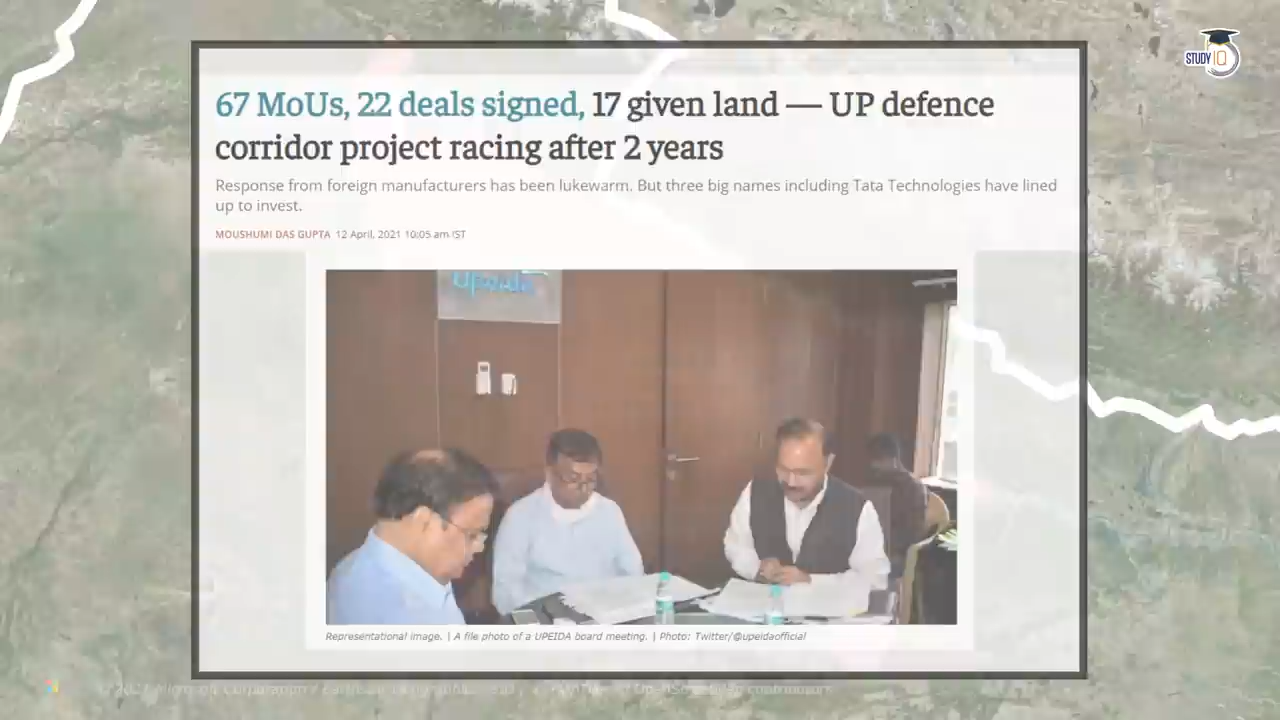 STUDY IQ
67 MoUs, 22 deals signed, 17 given land — UP defence
corridor project racing after 2 years
Response from foreign manufacturers has been lukewarm. But three big names including Tata Technologies have lined
up to invest.
MOUSHUMI DAS GUPTA 12 April, 2021 10:05 am IST
Upeida
Representational image. | A file photo of a UPEIDA board meeting. | Photo: Twitter/@upeidaofficial
Microsoft Corporation